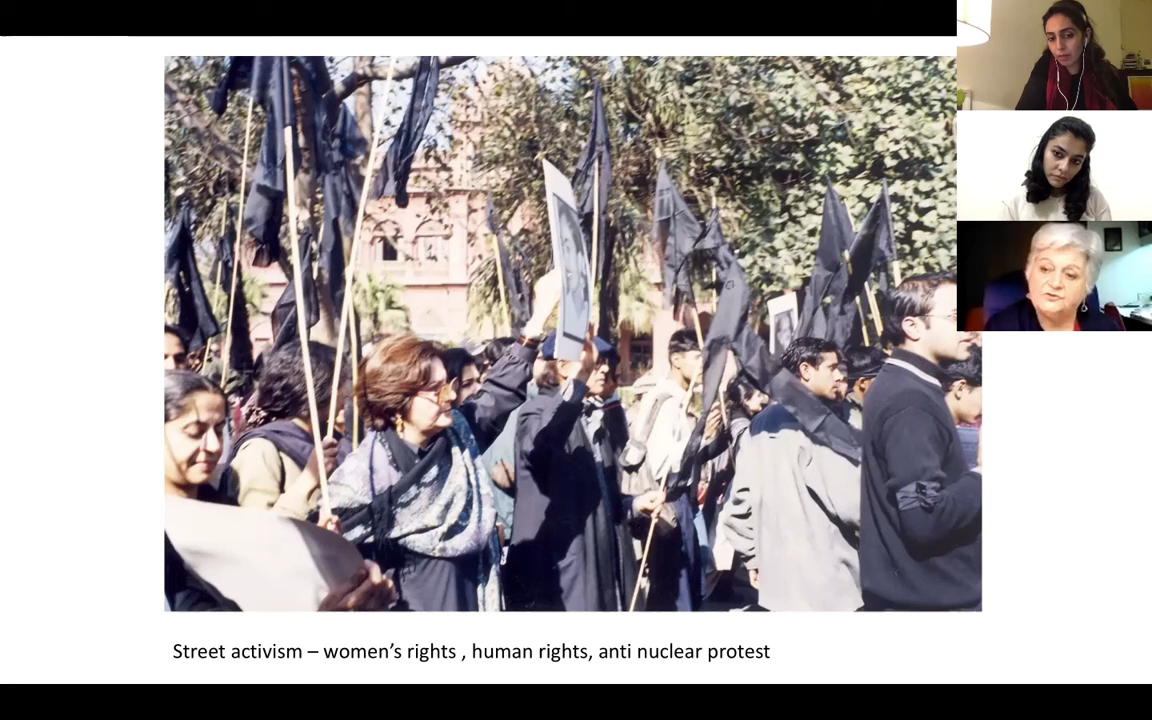 Street activism – women's rights , human rights, anti nuclear protest